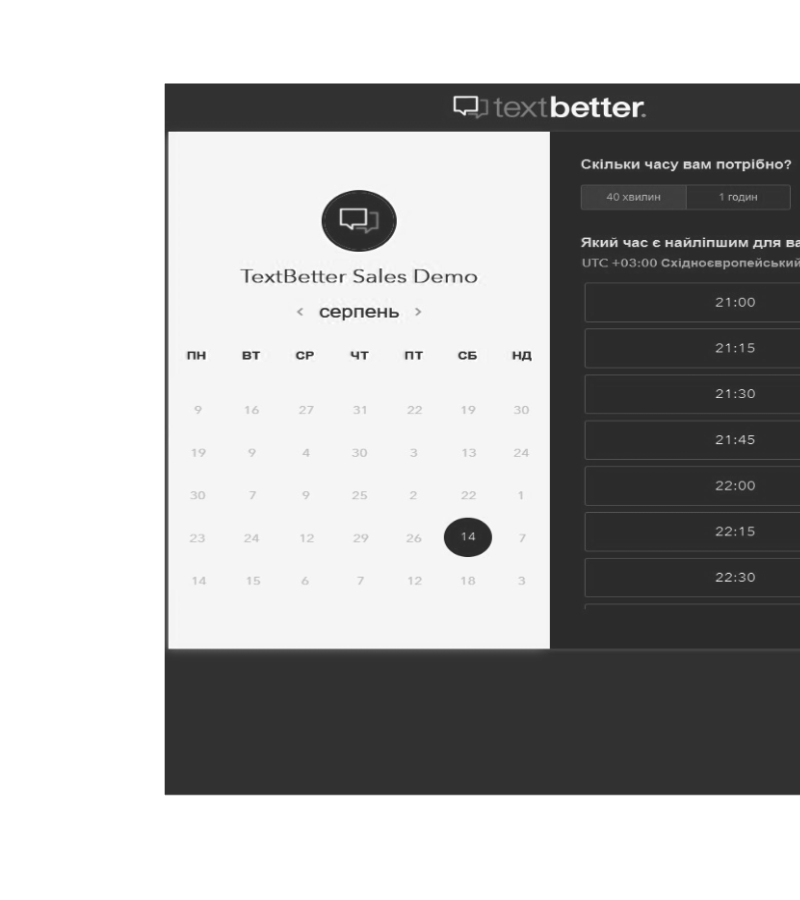 textbetter.
TextBetter Sales Demo
< серпень >
ПН ВТ СР ЧТ ПТ СБ НД
9 16 27 31 22 19 30
19 9 4 30 3 13 24
30 7 9 25 2 22 1
23 24 12 29 26 14 7
14 15 6 7 12 18 3
Скільки часу вам потрібно?
40 хвилин 1 годин
Який час є найліпшим для ва
UTC +03:00 Східноєвропейський
21:00
21:15
21:30
21:45
22:00
22:15
22:30